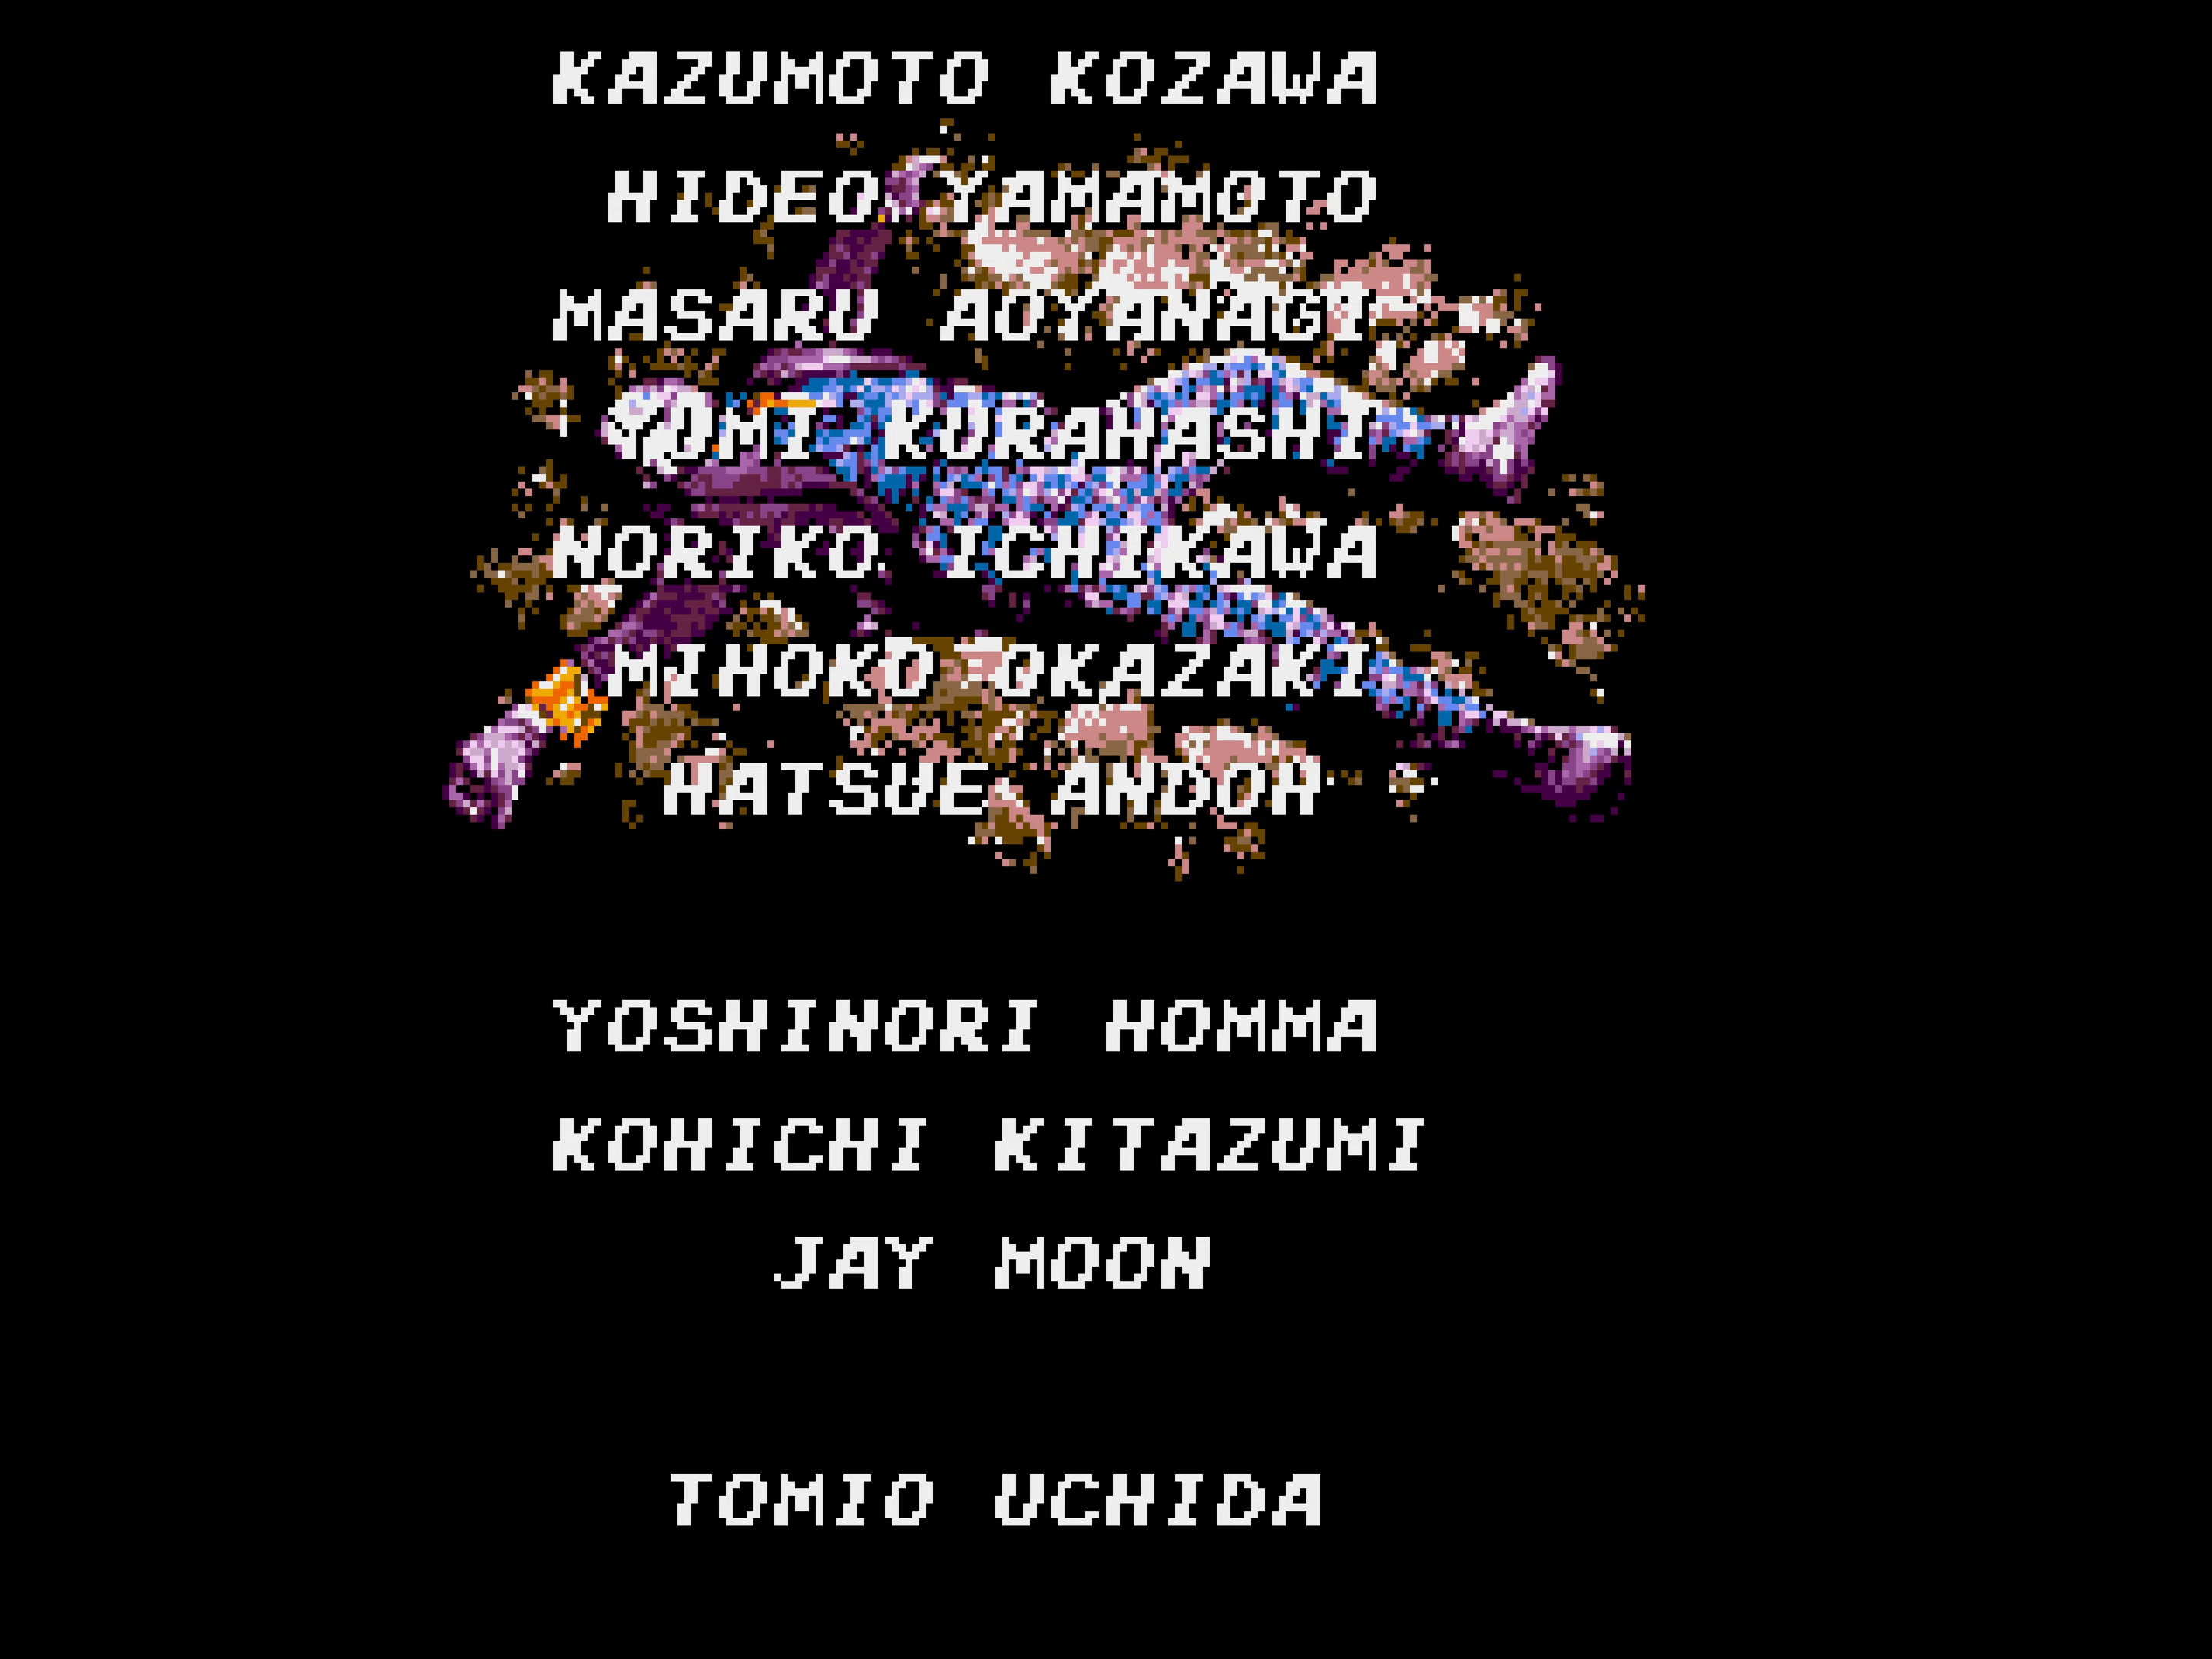 KAZUMOTO KOZAWA
HIDEO YAMAMOTO
MASARU AOYANAGI
YUMI KURAHASHI
NORIKO ICHIKAWA
MIHOKO OKAZAKI
HATSUE ANDOH
YOSHINORI HOMMA
KOHICHI KITAZUMI
JAY MOON
TOMIO UCHIDA